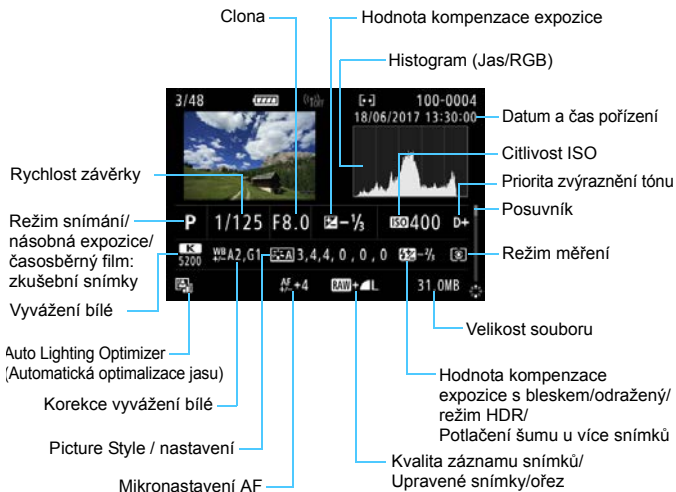 Clona
Hodnota kompenzace expozice
Histogram (Jas/RGB)
3/48
100-0004
18/06/2017 13:30:00
Datum a čas pořízení
Citlivost ISO
Rychlost závěrky
Priorita zvýraznění tónu
Posuvník
P 1/125 F8.0 -⅓ ISO 400 D+
Režim snímání/
násobná expozice/
časosběrný film:
zkušební snímky
K
5200
WB +/- A2,G1 A 3,4,4,0,0,0 -⅔
Režim měření
Vyvážení bílé
AF +/- +4 RAW+L 31.0MB
Velikost souboru
Auto Lighting Optimizer
(Automatická optimalizace jasu)
Hodnota kompenzace
expozice s bleskem/odražený/
režim HDR/
Potlačení šumu u více snímků
Korekce vyvážení bílé
Picture Style / nastavení
Kvalita záznamu snímků/
Upravené snímky/ořez
Mikronastavení AF